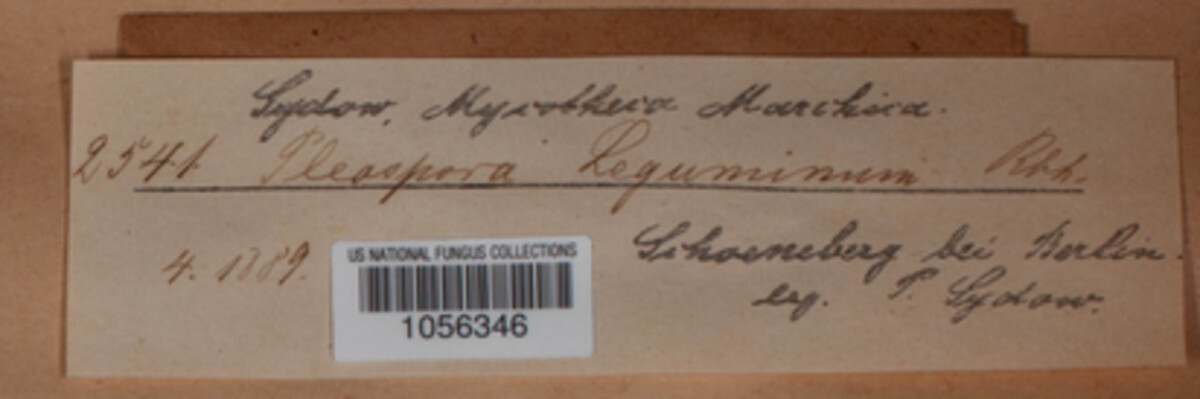 Sydow, Mycotheca Marchica.
2541. Pleospora Leguminum Rbh.
4. 1889.
Schoeneberg bei Berlin.
leg. P. Sydow.
US NATIONAL FUNGUS COLLECTIONS
1056346